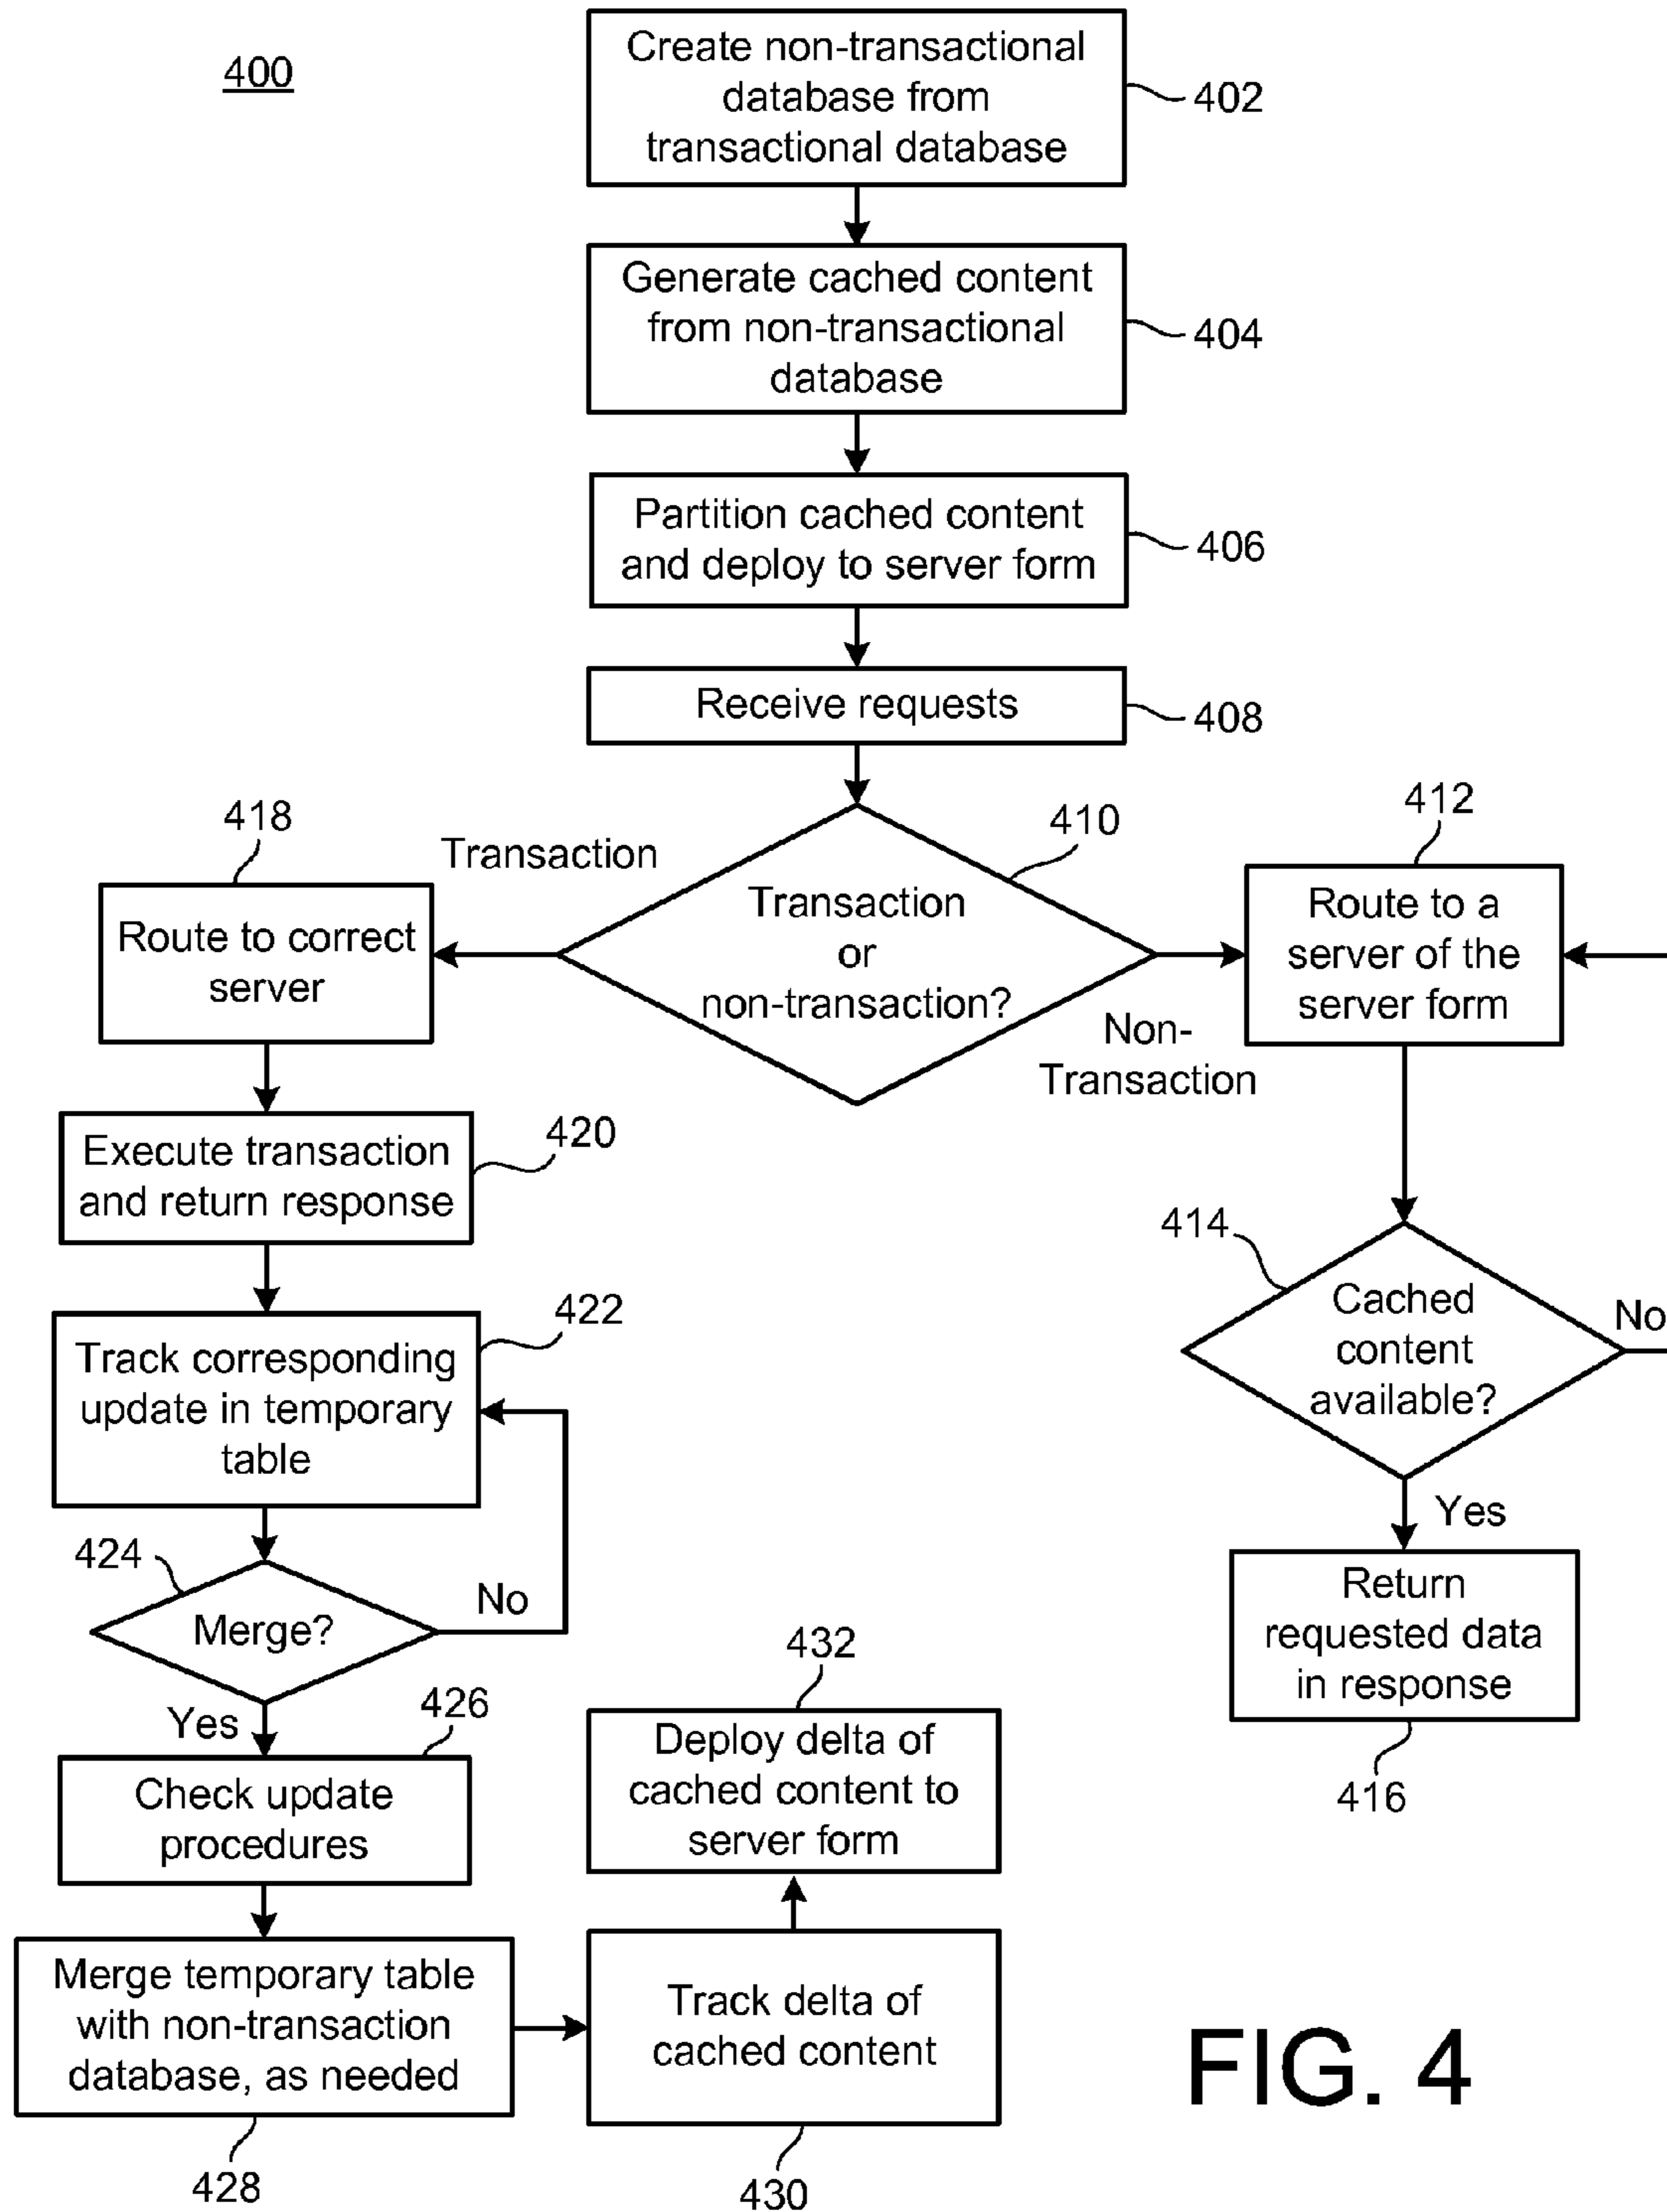 400
Create non-transactional
database from
transactional database
402
Generate cached content
from non-transactional
database
404
Partition cached content
and deploy to server form
406
Receive requests
408
Transaction
or
non-transaction?
410
Transaction
Non-
Transaction
412
Route to a
server of the
server form
414
Cached
content
available?
No
Yes
Return
requested data
in response
416
418
Route to correct
server
Execute transaction
and return response
420
Track corresponding
update in temporary
table
422
424
Merge?
No
Yes
426
Check update
procedures
Merge temporary table
with non-transaction
database, as needed
428
Track delta of
cached content
430
432
Deploy delta of
cached content to
server form
FIG. 4